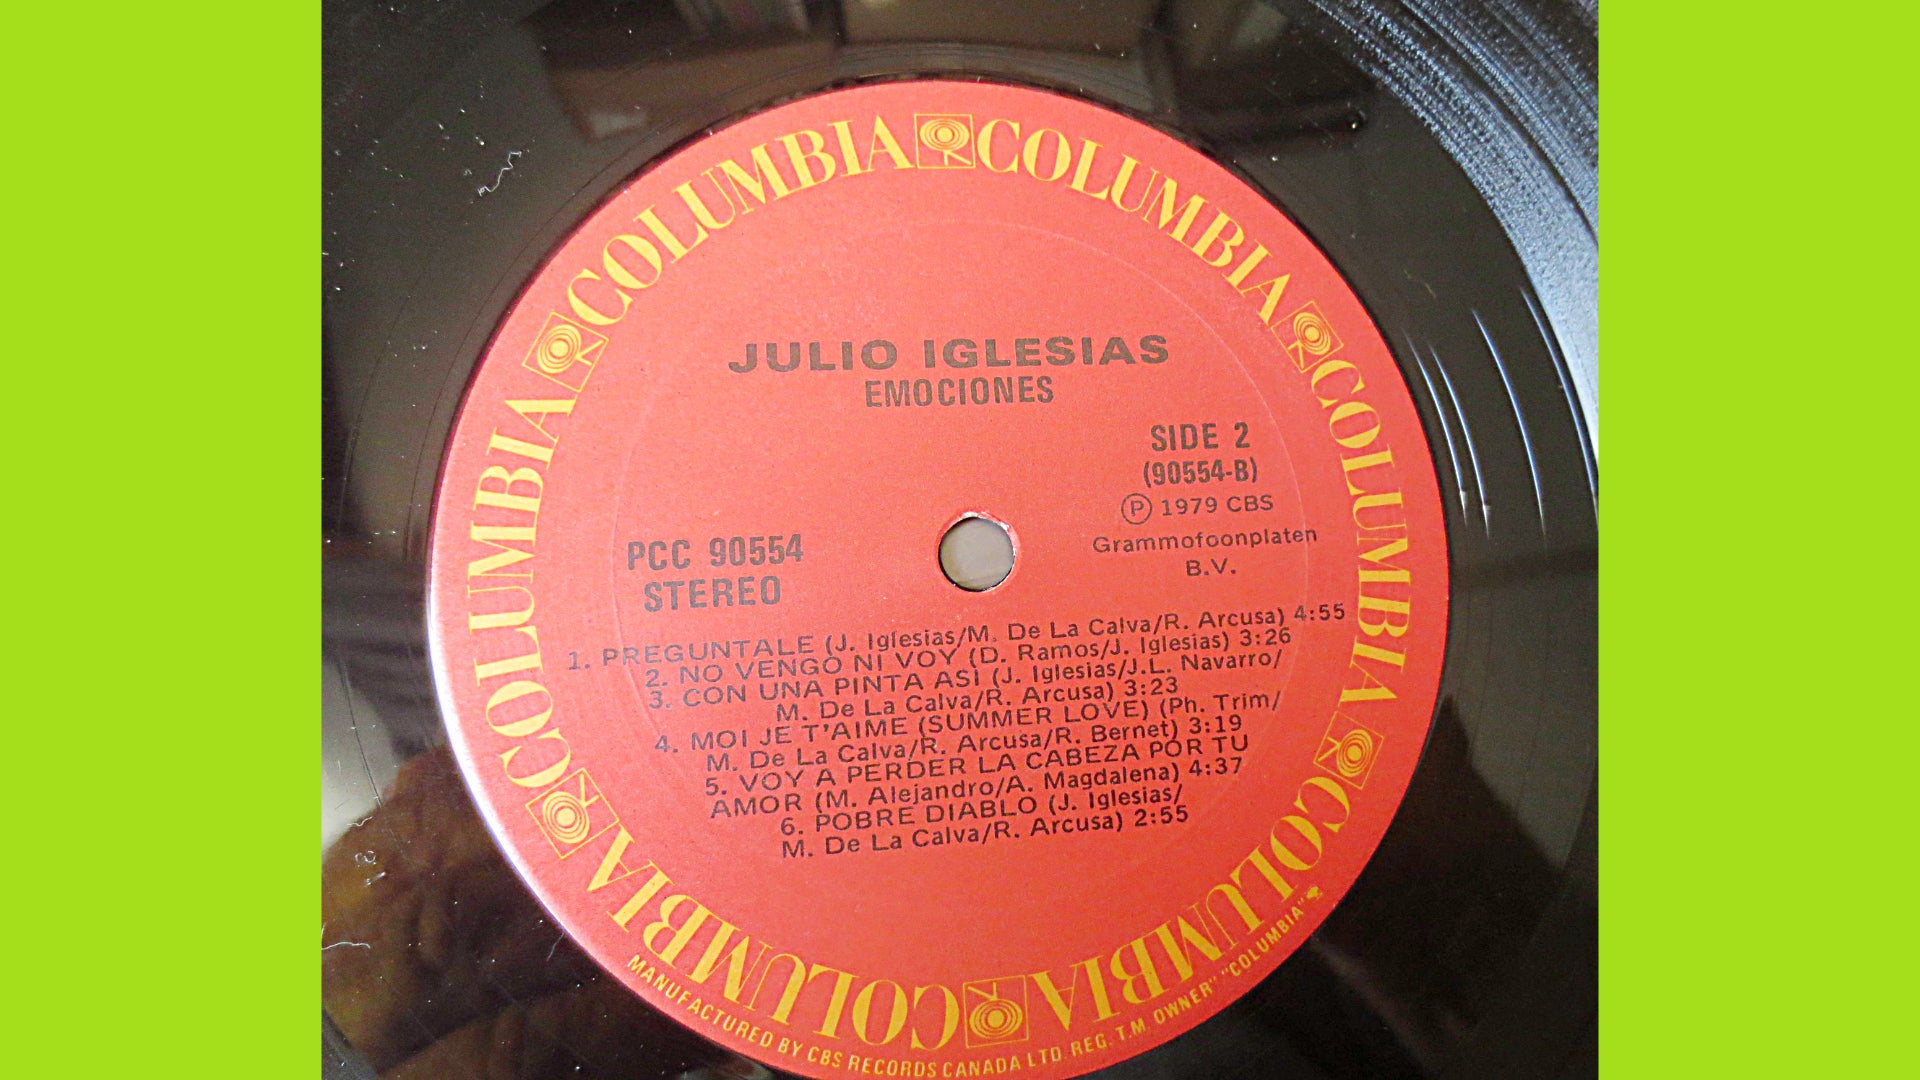 COLUMBIA COLUMBIA COLUMBIA COLUMBIA COLUMBIA COLUMBIA COLUMBIA
JULIO IGLESIAS
EMOCIONES
SIDE 2
(90554-B)
Ⓟ 1979 CBS
Grammofoonplaten
B.V.
PCC 90554
STEREO
1. PREGUNTALE (J. Iglesias/M. De La Calva/R. Arcusa) 4:55
2. NO VENGO NI VOY (D. Ramos/J. Iglesias) 3:26
3. CON UNA PINTA ASI (J. Iglesias/J.L. Navarro/
M. De La Calva/R. Arcusa) 3:23
4. MOI JE T'AIME (SUMMER LOVE) (Ph. Trim/
M. De La Calva/R. Arcusa/R. Bernet) 3:19
5. VOY A PERDER LA CABEZA POR TU
AMOR (M. Alejandro/A. Magdalena) 4:37
6. POBRE DIABLO (J. Iglesias/
M. De La Calva/R. Arcusa) 2:55
MANUFACTURED BY CBS RECORDS CANADA LTD. REG. T.M. OWNER" "COLUMBIA"